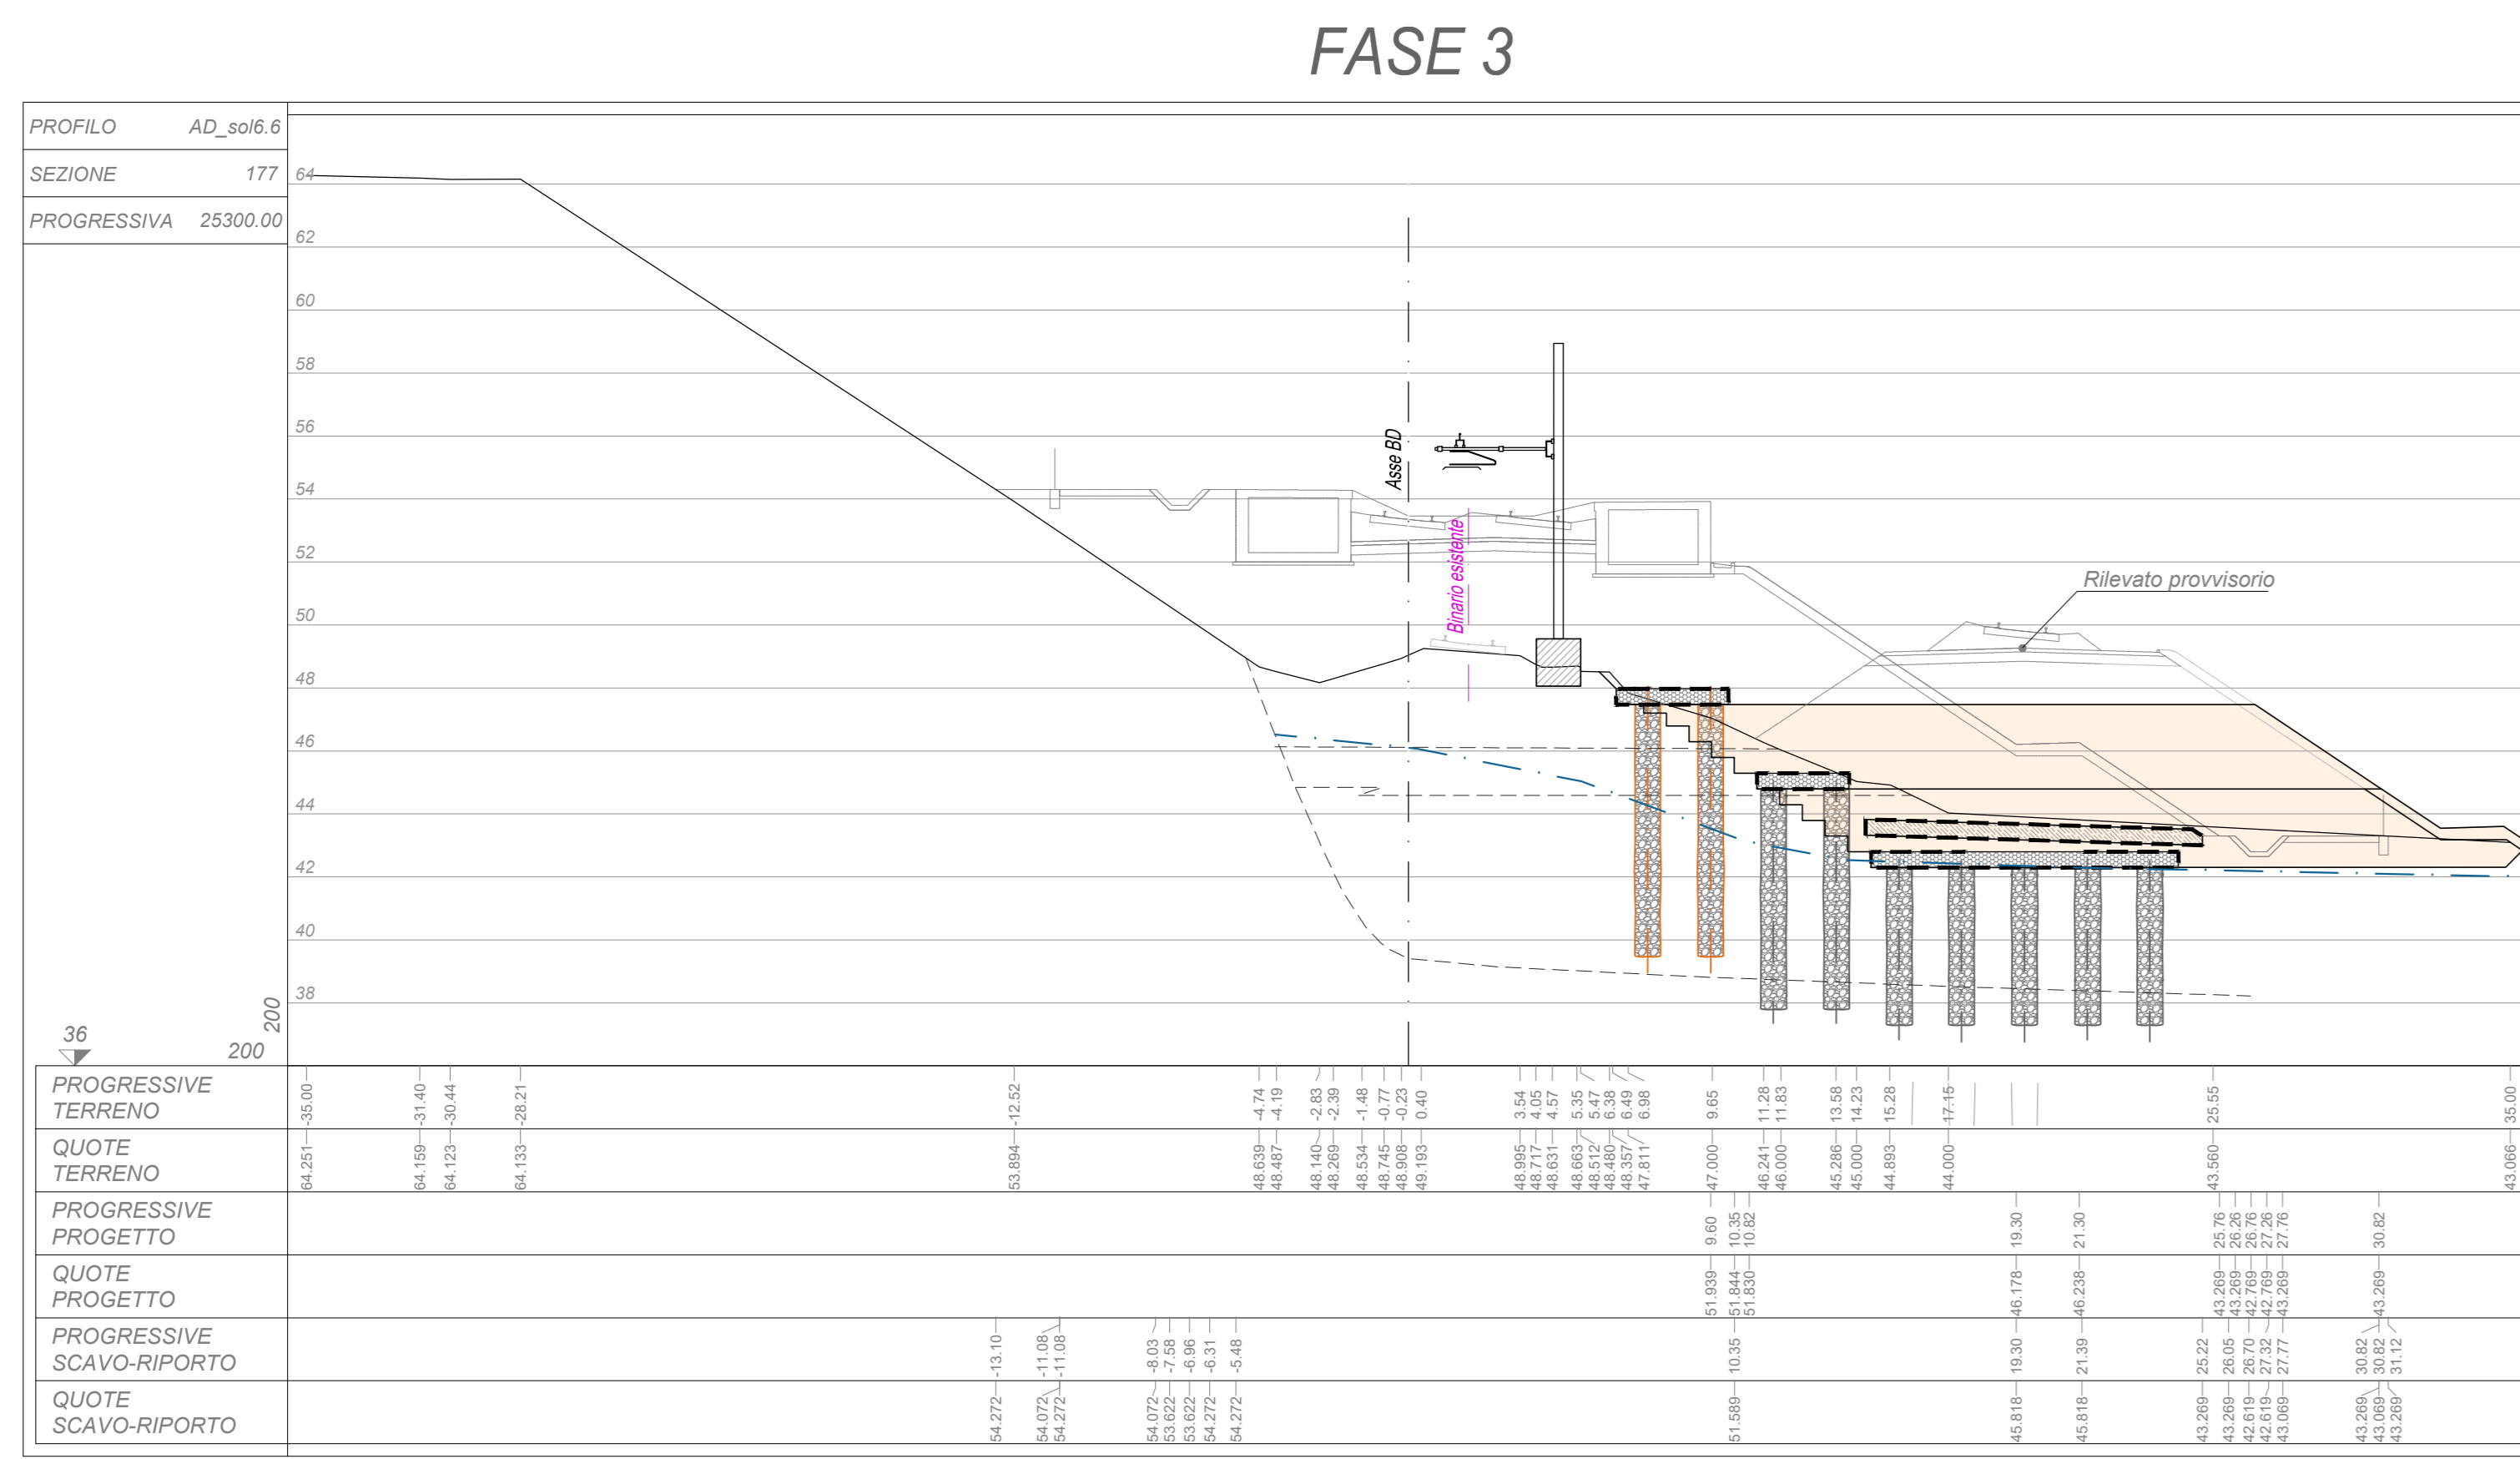 FASE 3
PROFILO AD_sol6.6
SEZIONE 177
PROGRESSIVA 25300.00
64
62
60
58
56
54
52
50
48
46
44
42
40
38
Asse BD
Binario esistente
Rilevato provvisorio
36
200
200
PROGRESSIVE
TERRENO
-35.00 -31.40 -30.44 -28.21 -12.52 -4.74 -4.19 -2.83 -2.39 -1.48 -0.77 -0.23 0.40 3.54 4.05 4.57 5.35 5.47 6.38 6.49 6.98 9.65 11.28 11.83 13.58 14.23 15.28 17.15 25.55 35.00
QUOTE
TERRENO
64.251 64.159 64.123 64.133 53.894 48.639 48.487 48.140 48.269 48.534 48.745 48.908 49.193 48.995 48.717 48.631 48.663 48.512 48.480 48.357 47.811 47.000 46.241 46.000 45.286 45.000 44.893 44.000 43.560 43.066
PROGRESSIVE
PROGETTO
9.60 10.35 10.82 19.30 21.30 25.76 26.26 26.76 27.26 27.76 30.82
QUOTE
PROGETTO
51.939 51.844 51.830 46.178 46.238 43.269 43.269 42.769 42.769 43.269 43.269
PROGRESSIVE
SCAVO-RIPORTO
-13.10 -11.08 -11.08 -8.03 -7.58 -6.96 -6.31 -5.48 10.35 19.30 21.39 25.22 26.05 26.70 27.32 27.77 30.82 30.82 31.12
QUOTE
SCAVO-RIPORTO
54.272 54.072 54.272 54.072 53.622 53.622 54.272 54.272 51.589 45.818 45.818 43.269 43.269 42.619 42.619 43.069 43.269 43.069 43.269